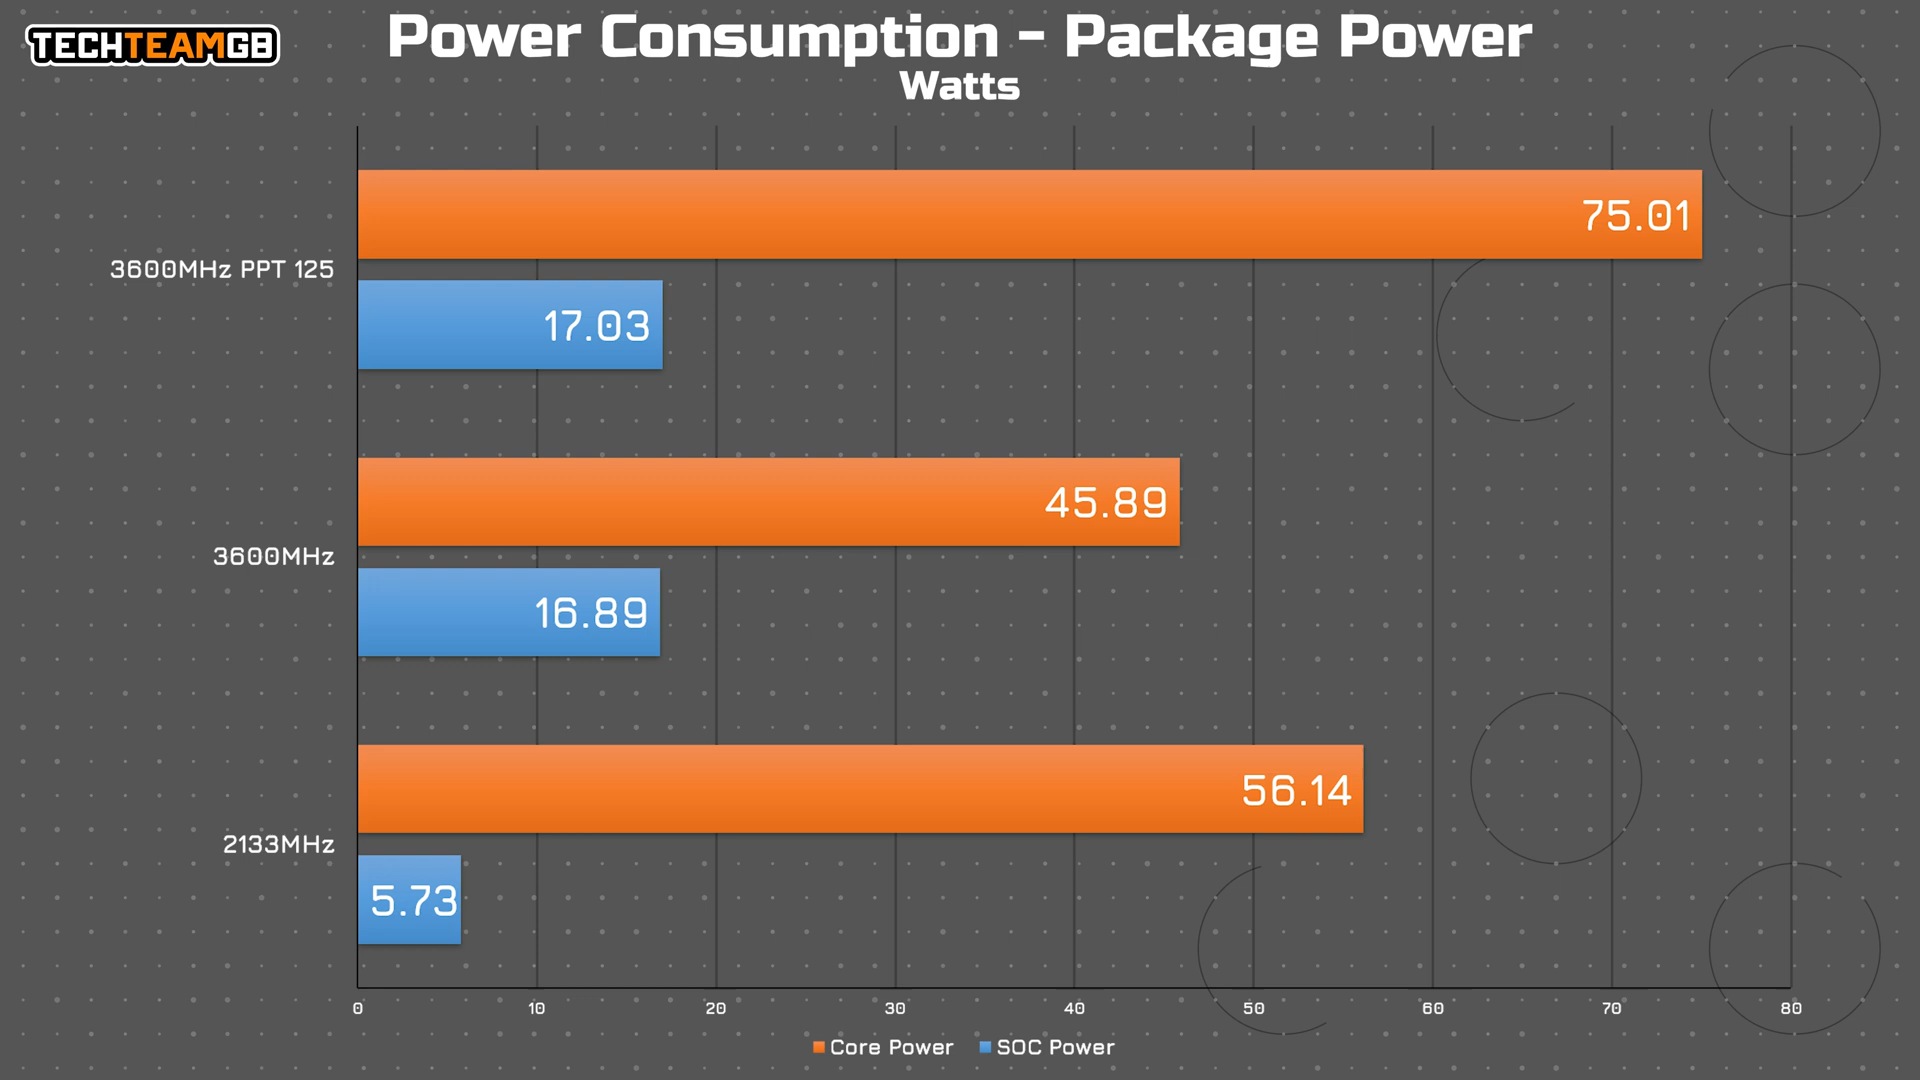 TECHTEAMGB
Power Consumption - Package Power
Watts
75.01
3600MHz PPT 125
17.03
45.89
3600MHz
16.89
56.14
2133MHz
5.73
0 10 20 30 40 50 60 70 80
Core Power SOC Power